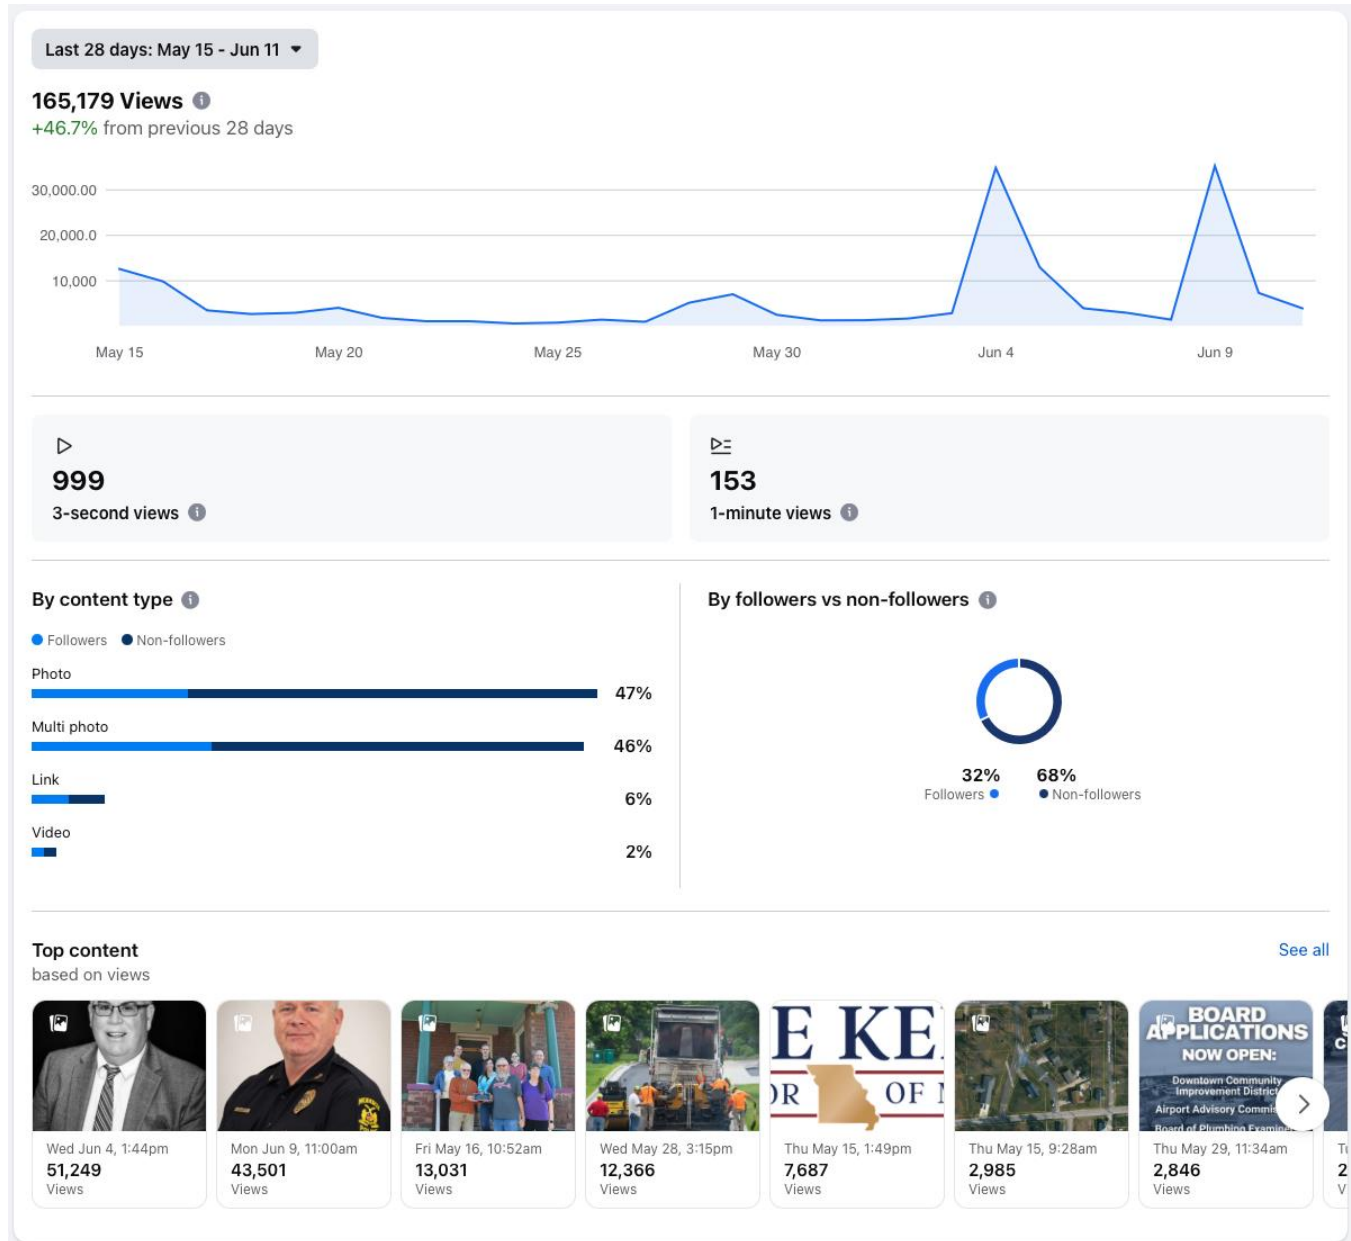 Last 28 days: May 15 - Jun 11
165,179 Views
+46.7% from previous 28 days
30,000.00
20,000.0
10,000
May 15 May 20 May 25 May 30 Jun 4 Jun 9
999
3-second views
153
1-minute views
By content type
Followers Non-followers
Photo
47%
Multi photo
46%
Link
6%
Video
2%
By followers vs non-followers
32% 68%
Followers Non-followers
Top content
based on views
See all
Wed Jun 4, 1:44pm
51,249
Views
Mon Jun 9, 11:00am
43,501
Views
Fri May 16, 10:52am
13,031
Views
Wed May 28, 3:15pm
12,366
Views
E KE
OR OF
Thu May 15, 1:49pm
7,687
Views
Thu May 15, 9:28am
2,985
Views
BOARD
APPLICATIONS
NOW OPEN:
Downtown Community
Improvement District
Airport Advisory
Board of Plumbing
Thu May 29, 11:34am
2,846
Views